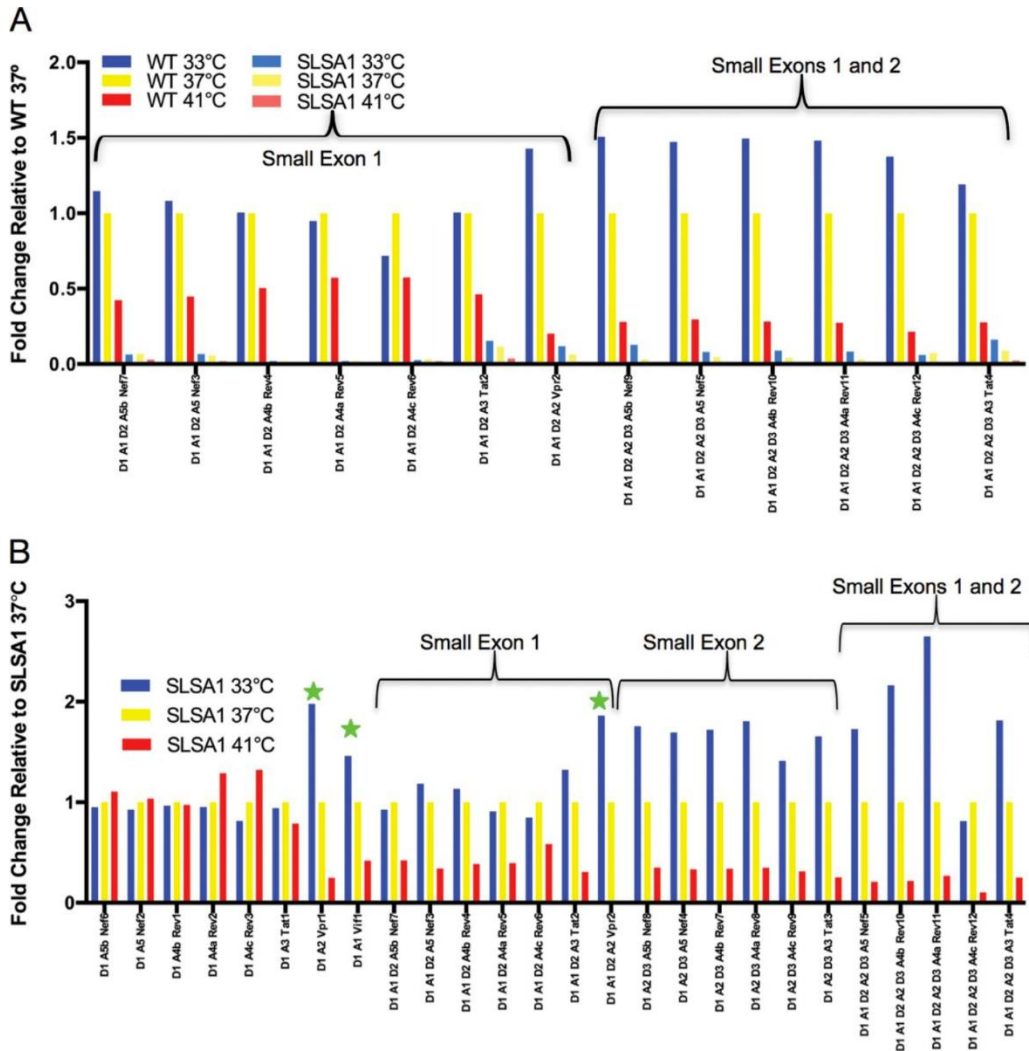 A
Fold Change Relative to WT 37º
2.0
1.5
1.0
0.5
0.0
WT 33°C
WT 37°C
WT 41°C
SLSA1 33°C
SLSA1 37°C
SLSA1 41°C
Small Exon 1
Small Exons 1 and 2
D1 A1 D2 A5b Nef7
D1 A1 D2 A5 Nef3
D1 A1 D2 A4b Rev4
D1 A1 D2 A4a Rev5
D1 A1 D2 A4c Rev6
D1 A1 D2 A3 Tat2
D1 A1 D2 A2 Vpr2
D1 A1 D2 A2 D3 A5b Nef9
D1 A1 D2 A2 D3 A5 Nef5
D1 A1 D2 A2 D3 A4b Rev10
D1 A1 D2 A2 D3 A4a Rev11
D1 A1 D2 A2 D3 A4c Rev12
D1 A1 D2 A2 D3 A3 Tat4
B
Fold Change Relative to SLSA1 37°C
3
2
1
0
SLSA1 33°C
SLSA1 37°C
SLSA1 41°C
Small Exon 1
Small Exon 2
Small Exons 1 and 2
D1 A5b Nef6
D1 A5 Nef2
D1 A4b Rev1
D1 A4a Rev2
D1 A4c Rev3
D1 A3 Tat1
D1 A2 Vpr1
D1 A1 Vif1
D1 A1 D2 A5b Nef7
D1 A1 D2 A5 Nef3
D1 A1 D2 A4b Rev4
D1 A1 D2 A4a Rev5
D1 A1 D2 A4c Rev6
D1 A1 D2 A3 Tat2
D1 A1 D2 A2 Vpr2
D1 A2 D3 A5b Nef8
D1 A2 D3 A5 Nef4
D1 A2 D3 A4b Rev7
D1 A2 D3 A4a Rev8
D1 A2 D3 A4c Rev9
D1 A2 D3 A3 Tat3
D1 A1 D2 A2 D3 A5 Nef5
D1 A1 D2 A2 D3 A4b Rev10
D1 A1 D2 A2 D3 A4a Rev11
D1 A1 D2 A2 D3 A4c Rev12
D1 A1 D2 A2 D3 A3 Tat4